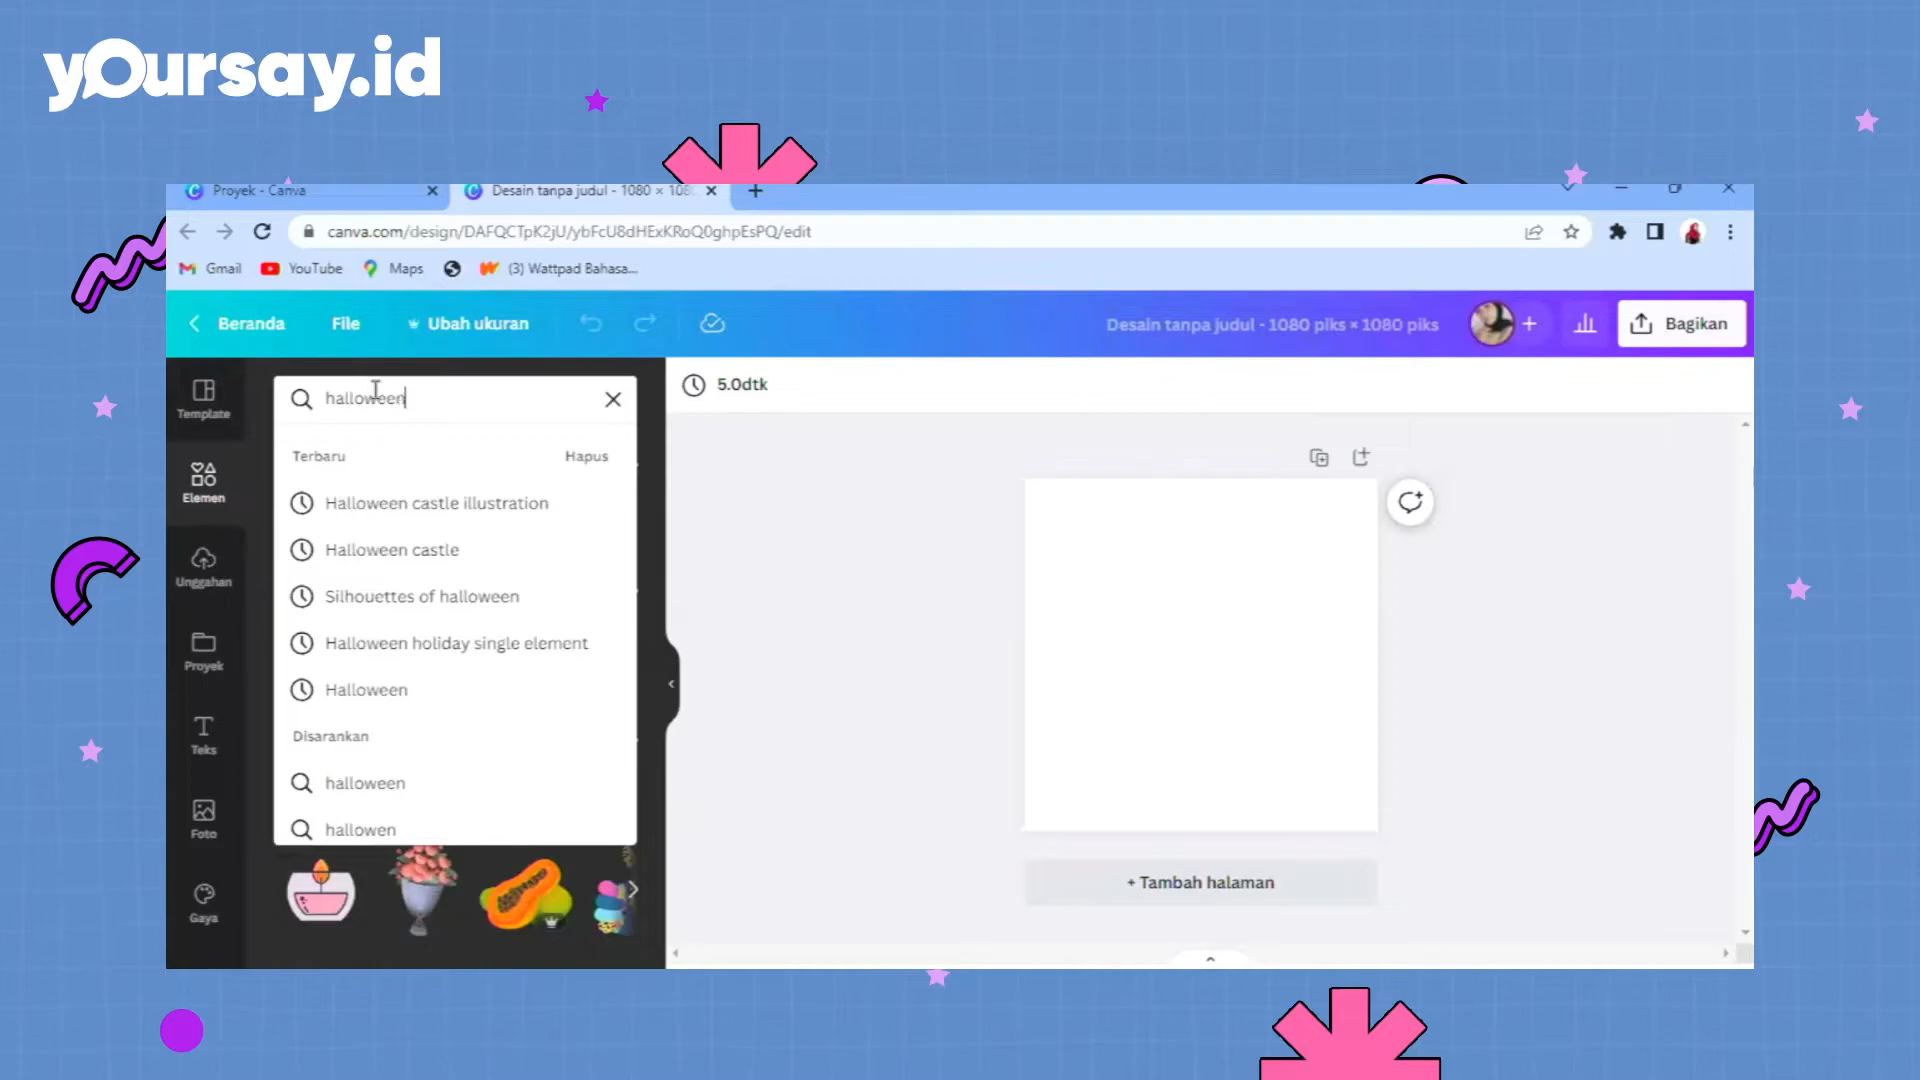 yoursay.id
Proyek - Canva
Desain tanpa judul - 1080 × 108
canva.com/design/DAFQCTpK2jU/ybFcU8dHExKRoQ0ghpEsPQ/edit
Gmail
YouTube
Maps
(3) Wattpad Bahasa...
Beranda
File
Ubah ukuran
Desain tanpa judul - 1080 piks × 1080 piks
Bagikan
Template
Elemen
Unggahan
Proyek
Teks
Foto
Gaya
halloween
Terbaru
Hapus
Halloween castle illustration
Halloween castle
Silhouettes of halloween
Halloween holiday single element
Halloween
Disarankan
halloween
hallowen
5.0dtk
+ Tambah halaman